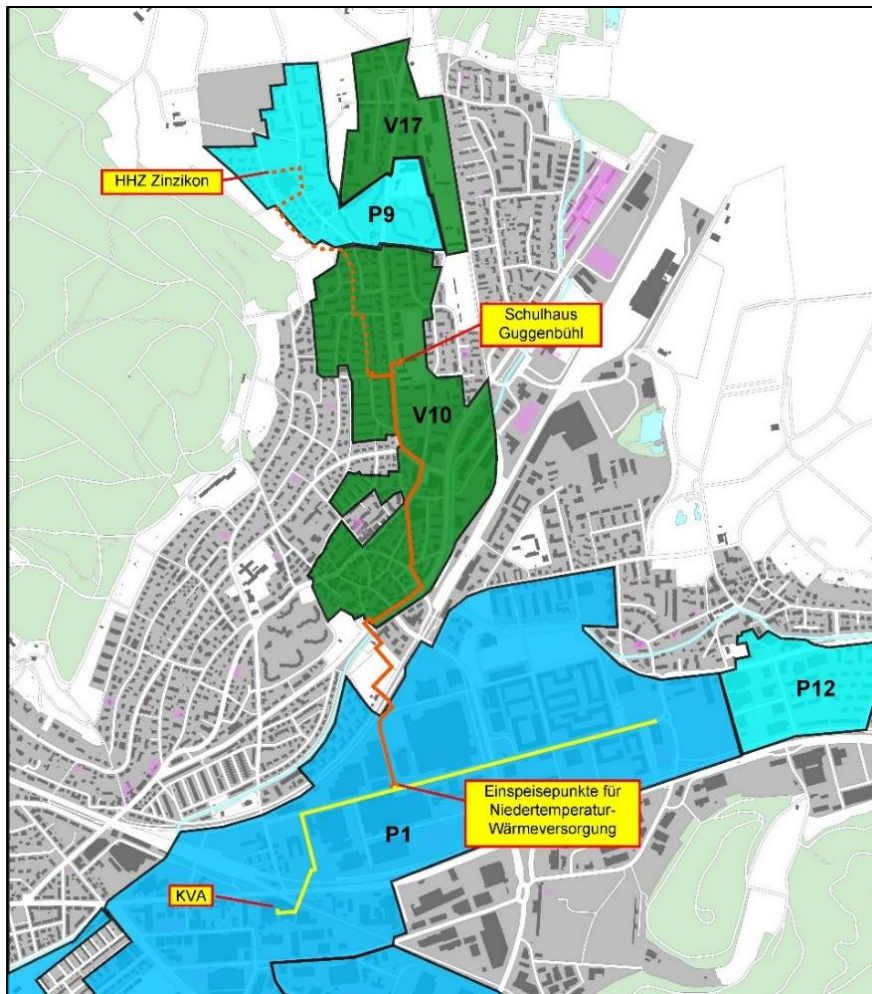 V17
HHZ Zinzikon
P9
Schulhaus
Guggenbühl
V10
P12
Einspeisepunkte für
Niedertemperatur-
Wärmeversorgung
P1
KVA